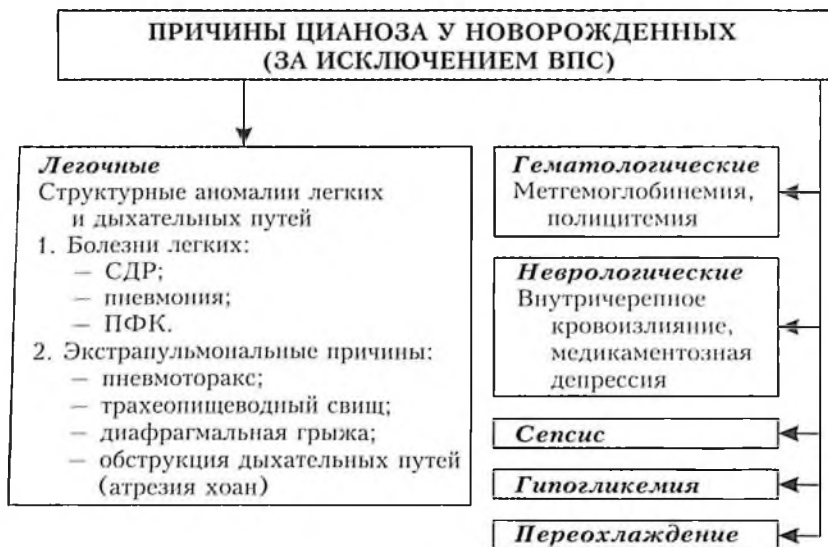 ПРИЧИНЫ ЦИАНОЗА У НОВОРОЖДЕННЫХ
(ЗА ИСКЛЮЧЕНИЕМ ВПС)
Легочные
Структурные аномалии легких
и дыхательных путей
1. Болезни легких:
— СДР;
— пневмония;
— ПФК.
2. Экстрапульмональные причины:
— пневмоторакс;
— трахеопищеводный свищ;
— диафрагмальная грыжа;
— обструкция дыхательных путей
(атрезия хоан)
Гематологические
Метгемоглобинемия,
полицитемия
Неврологические
Внутричерепное
кровоизлияние,
медикаментозная
депрессия
Сепсис
Гипогликемия
Переохлаждение